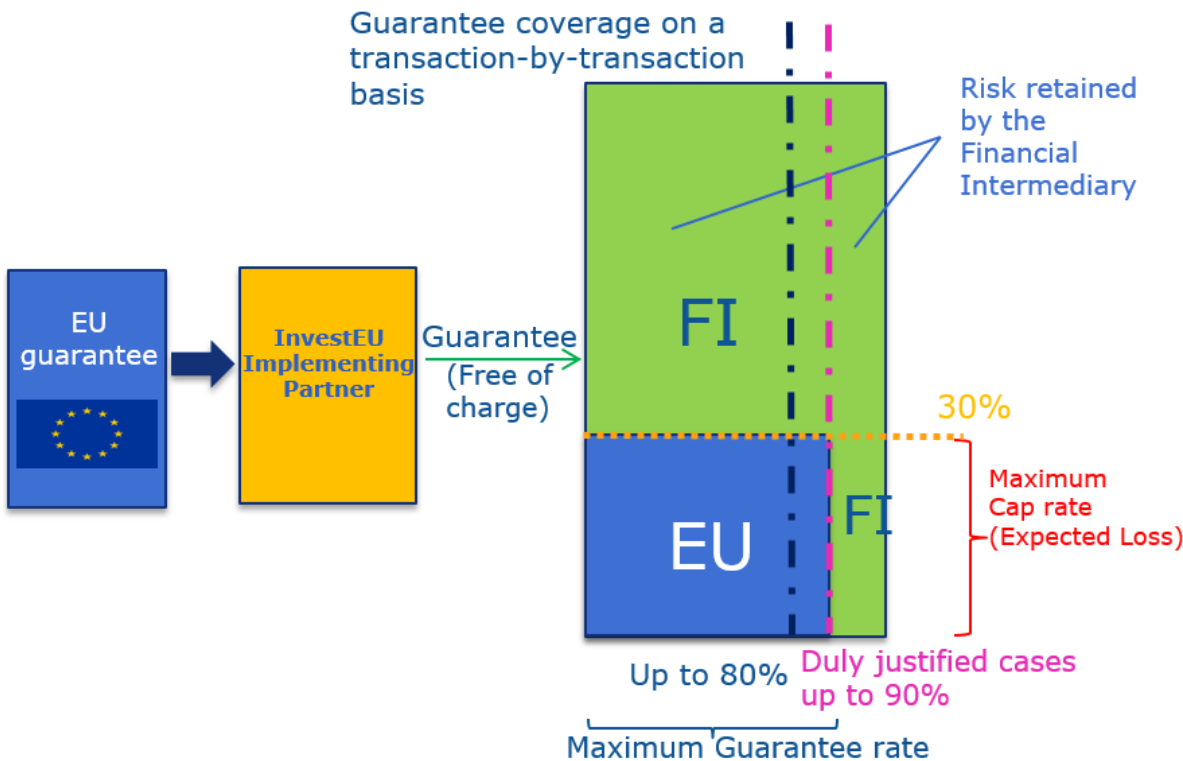 Guarantee coverage on a
transaction-by-transaction
basis
Risk retained
by the
Financial
Intermediary
EU
guarantee
InvestEU
Implementing
Partner
Guarantee
(Free of
charge)
FI
30%
EU
FI
Maximum
Cap rate
(Expected Loss)
Up to 80%
Duly justified cases
up to 90%
Maximum Guarantee rate